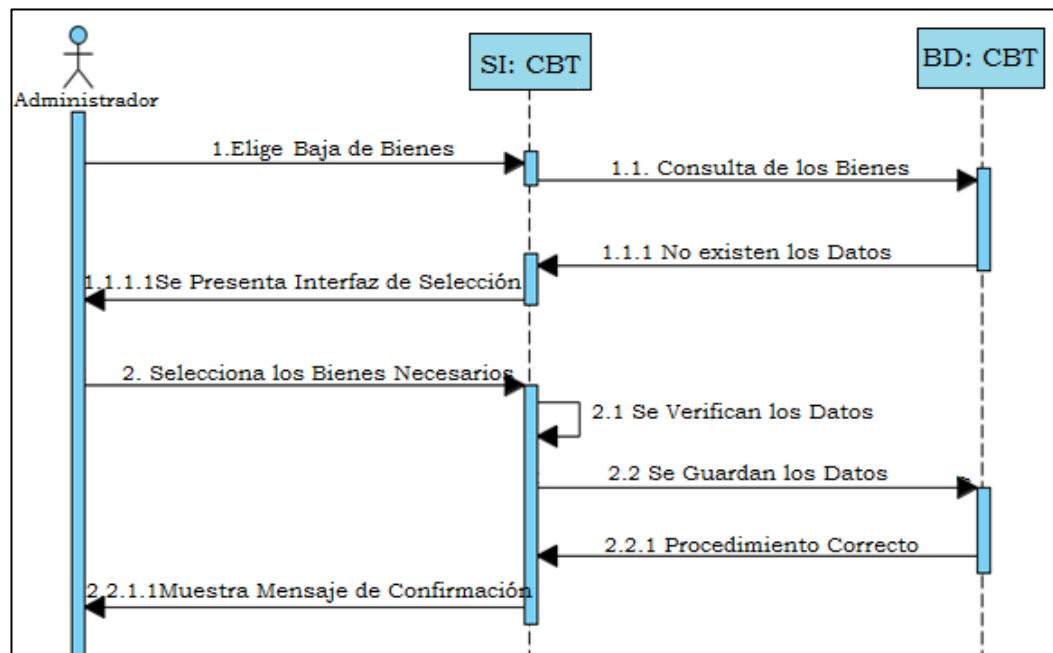 SI: CBT
BD: CBT
Administrador
1.Elige Baja de Bienes
1.1. Consulta de los Bienes
1.1.1 No existen los Datos
1.1.1.1Se Presenta Interfaz de Selección
2. Selecciona los Bienes Necesarios
2.1 Se Verifican los Datos
2.2 Se Guardan los Datos
2.2.1 Procedimiento Correcto
2.2.1.1Muestra Mensaje de Confirmación